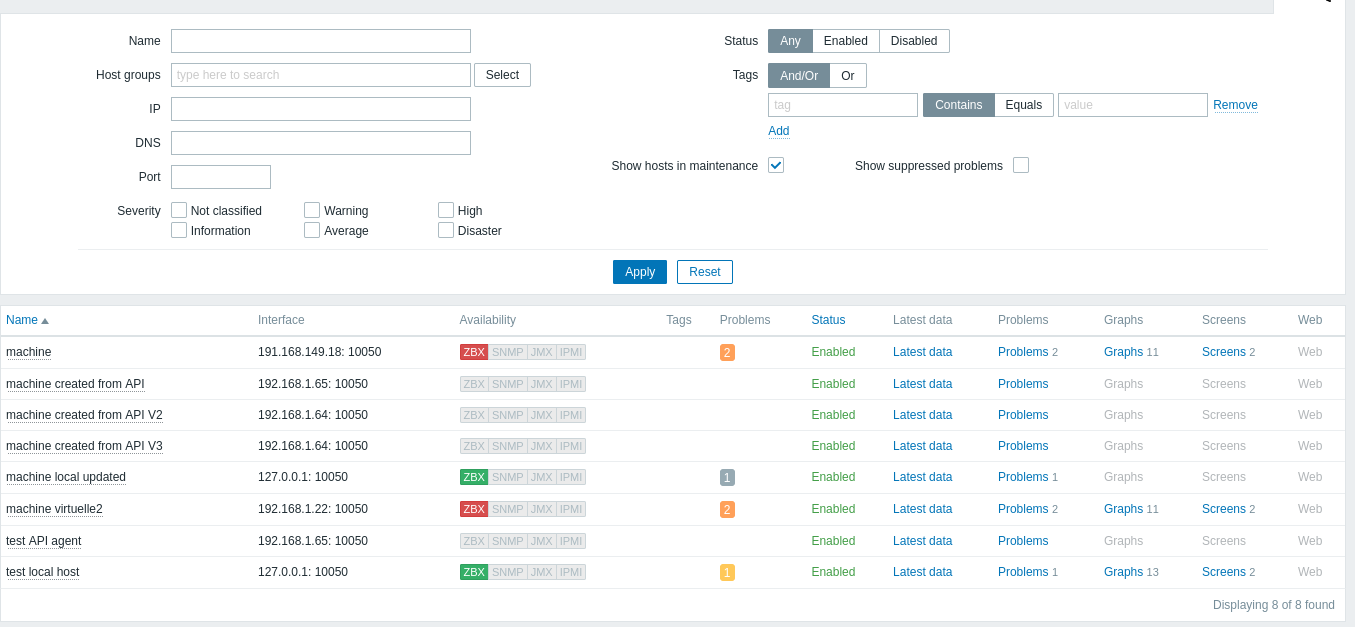 Name
Status Any Enabled Disabled
Host groups type here to search Select
Tags And/Or Or
IP
tag Contains Equals value Remove
Add
DNS
Show hosts in maintenance Show suppressed problems
Port
Severity Not classified Warning High
Information Average Disaster
Apply Reset
Name Interface Availability Tags Problems Status Latest data Problems Graphs Screens Web
machine 191.168.149.18: 10050 ZBX SNMP JMX IPMI 2 Enabled Latest data Problems 2 Graphs 11 Screens 2 Web
machine created from API 192.168.1.65: 10050 ZBX SNMP JMX IPMI Enabled Latest data Problems Graphs Screens Web
machine created from API V2 192.168.1.64: 10050 ZBX SNMP JMX IPMI Enabled Latest data Problems Graphs Screens Web
machine created from API V3 192.168.1.64: 10050 ZBX SNMP JMX IPMI Enabled Latest data Problems Graphs Screens Web
machine local updated 127.0.0.1: 10050 ZBX SNMP JMX IPMI 1 Enabled Latest data Problems 1 Graphs Screens Web
machine virtuelle2 192.168.1.22: 10050 ZBX SNMP JMX IPMI 2 Enabled Latest data Problems 2 Graphs 11 Screens 2 Web
test API agent 192.168.1.65: 10050 ZBX SNMP JMX IPMI Enabled Latest data Problems Graphs Screens Web
test local host 127.0.0.1: 10050 ZBX SNMP JMX IPMI 1 Enabled Latest data Problems 1 Graphs 13 Screens 2 Web
Displaying 8 of 8 found